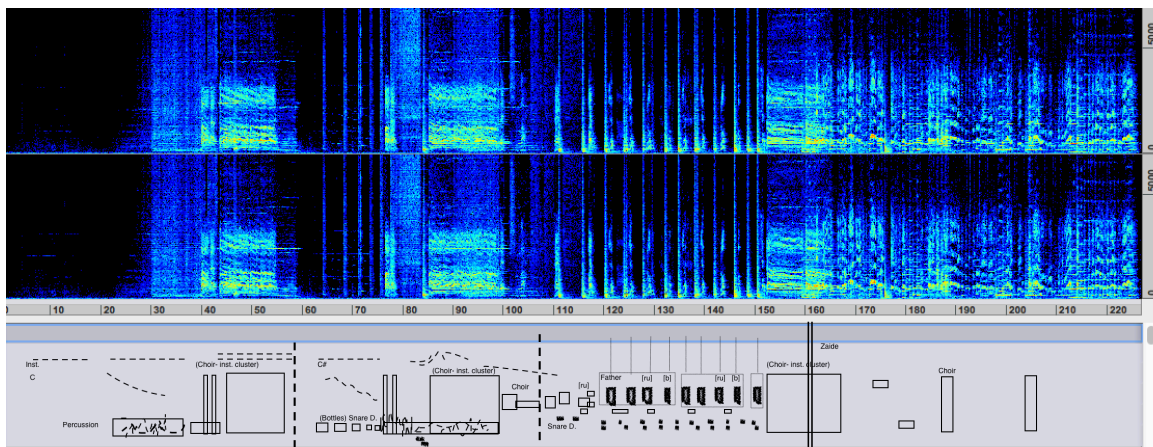 5000
0
5000
0
10 20 30 40 50 60 70 80 90 100 110 120 130 140 150 160 170 180 190 200 210 220
Zaide
Inst.
(Choir- inst. cluster)
C#
(Choir- inst. cluster)
(Choir- inst. cluster)
C
Father [ru] [b] [ru] [b]
Choir
[ru]
Choir
(Bottles) Snare D.
Percussion
Snare D.